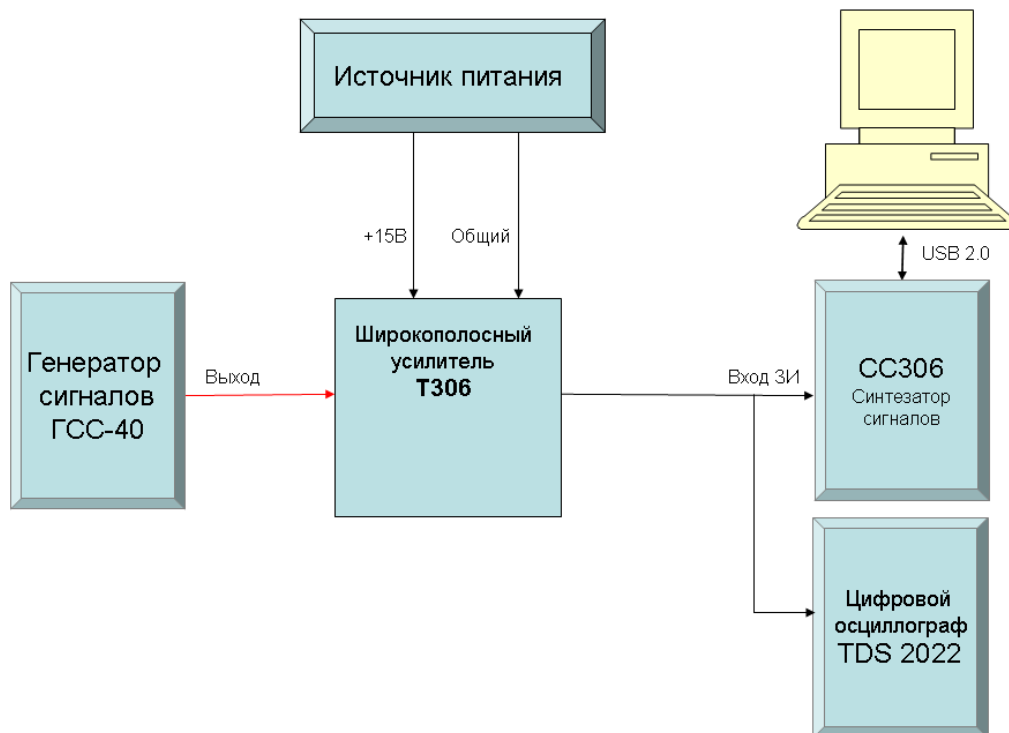 Источник питания
+15В
Общий
USB 2.0
Генератор
сигналов
ГСС-40
Выход
Широкополосный
усилитель
Т306
Вход ЗИ
СС306
Синтезатор
сигналов
Цифровой
осциллограф
TDS 2022